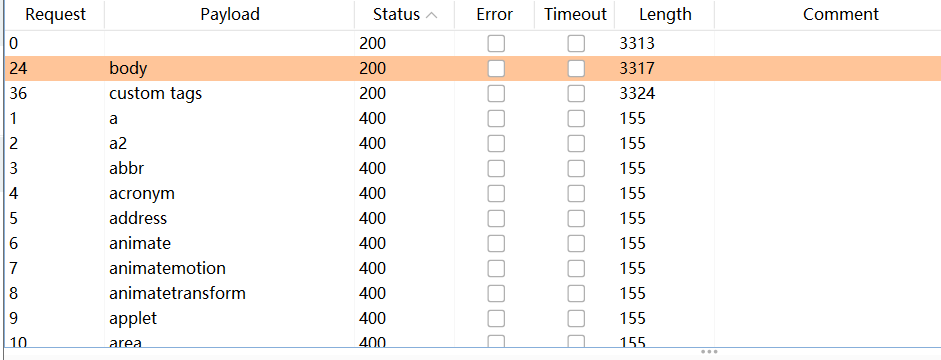 Request Payload Status Error Timeout Length Comment
0 200 3313
24 body 200 3317
36 custom tags 200 3324
1 a 400 155
2 a2 400 155
3 abbr 400 155
4 acronym 400 155
5 address 400 155
6 animate 400 155
7 animatemotion 400 155
8 animatetransform 400 155
9 applet 400 155
10 area 400 155